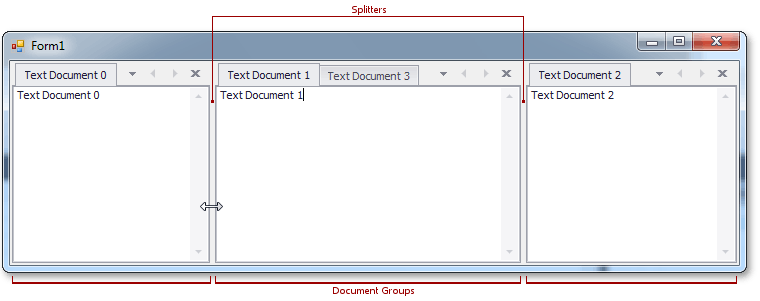 Splitters
Form1
Text Document 0
Text Document 1
Text Document 3
Text Document 2
Text Document 0
Text Document 1
Text Document 2
Document Groups